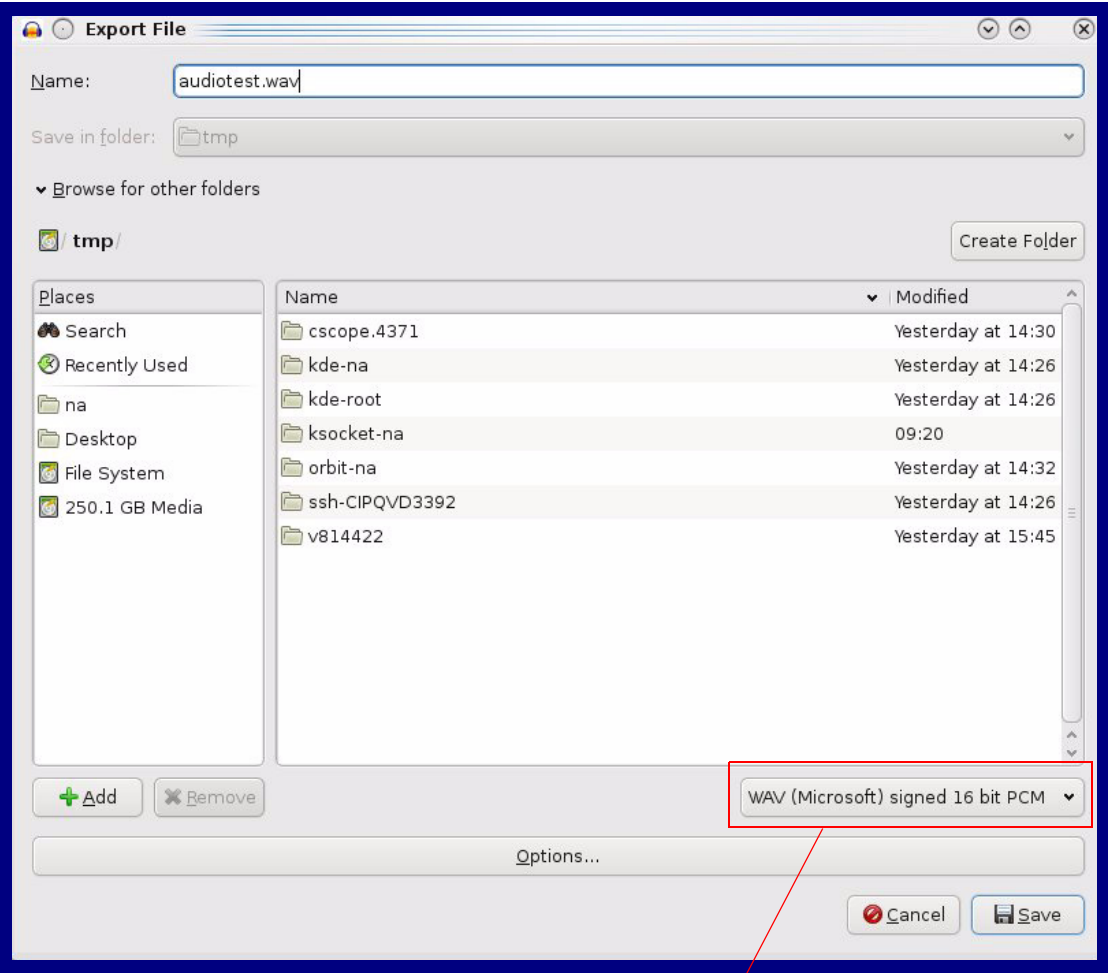 Export File
Name: audiotest.wav
Save in folder: tmp
Browse for other folders
/ tmp /
Create Folder
Places
Search
Recently Used
na
Desktop
File System
250.1 GB Media
Name Modified
cscope.4371 Yesterday at 14:30
kde-na Yesterday at 14:26
kde-root Yesterday at 14:26
ksocket-na 09:20
orbit-na Yesterday at 14:32
ssh-CIPQVD3392 Yesterday at 14:26
v814422 Yesterday at 15:45
Add Remove WAV (Microsoft) signed 16 bit PCM
Options...
Cancel Save